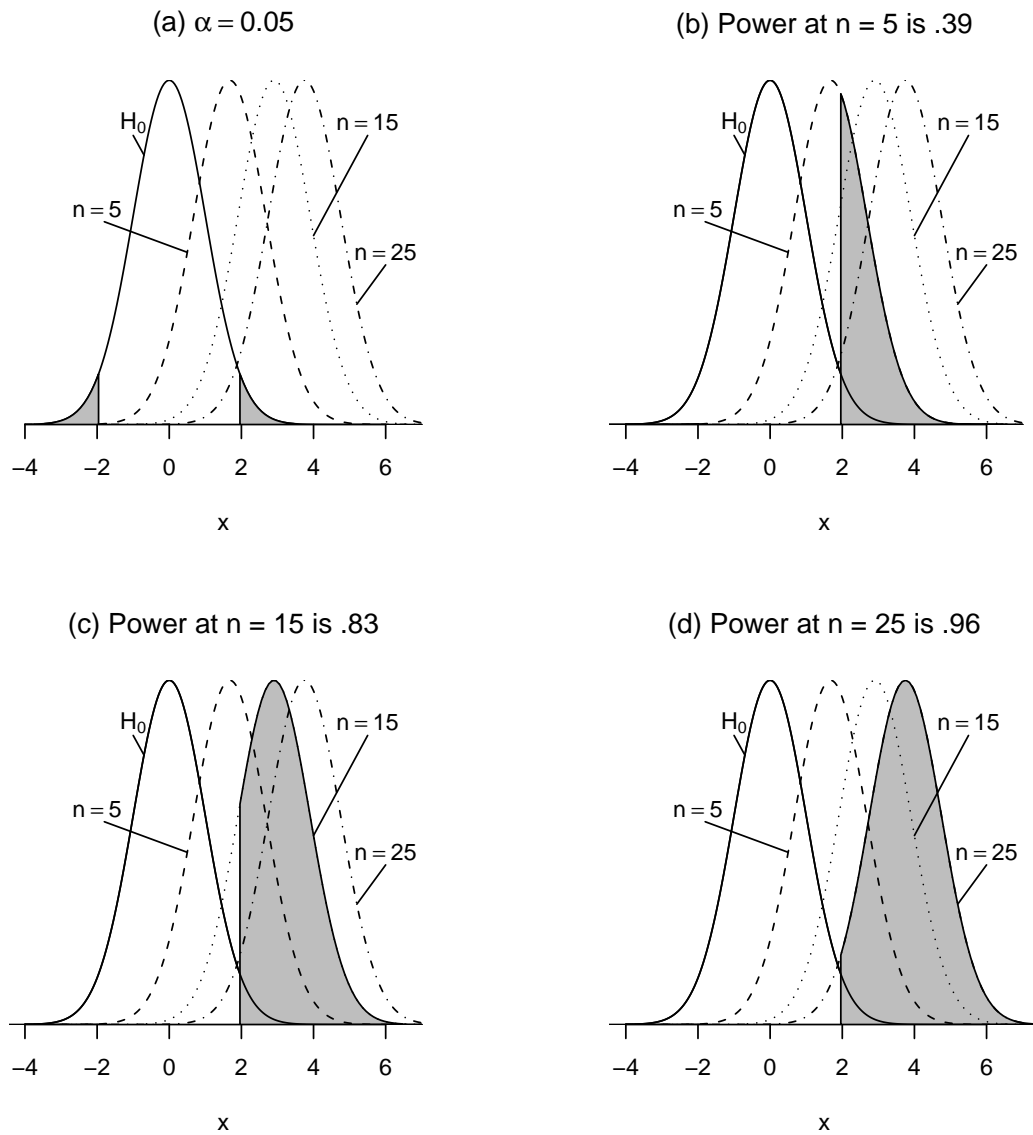 (a) α = 0.05
H₀
n = 15
n = 5
n = 25
−4 −2 0 2 4 6
x
(b) Power at n = 5 is .39
H₀
n = 15
n = 5
n = 25
−4 −2 0 2 4 6
x
(c) Power at n = 15 is .83
H₀
n = 15
n = 5
n = 25
−4 −2 0 2 4 6
x
(d) Power at n = 25 is .96
H₀
n = 15
n = 5
n = 25
−4 −2 0 2 4 6
x